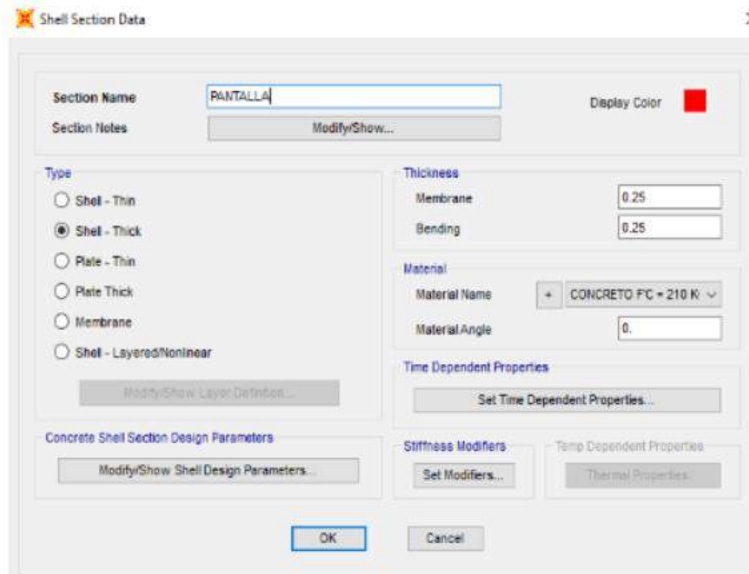 Shell Section Data
Section Name PANTALLA Display Color
Section Notes Modify/Show...
Type
Shell - Thin
Shell - Thick
Plate - Thin
Plate Thick
Membrane
Shell - Layered/Nonlinear
Modify/Show Layer Definition...
Concrete Shell Section Design Parameters
Modify/Show Shell Design Parameters...
Thickness
Membrane 0.25
Bending 0.25
Material
Material Name + CONCRETO F'C = 210 K
Material Angle 0.
Time Dependent Properties
Set Time Dependent Properties...
Stiffness Modifiers
Set Modifiers...
Temp Dependent Properties
Thermal Properties...
OK Cancel